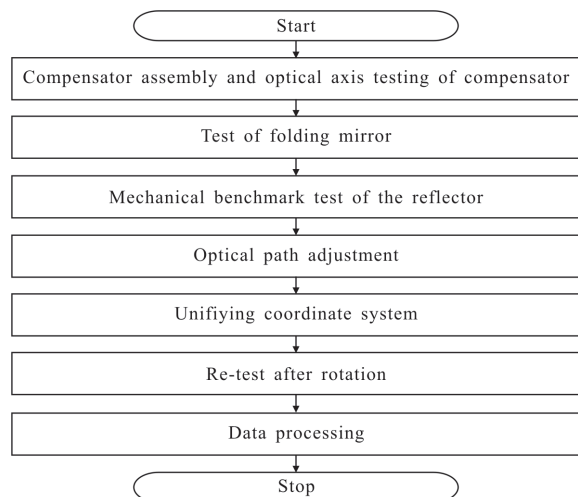 Start
Compensator assembly and optical axis testing of compensator
Test of folding mirror
Mechanical benchmark test of the reflector
Optical path adjustment
Unifiying coordinate system
Re-test after rotation
Data processing
Stop